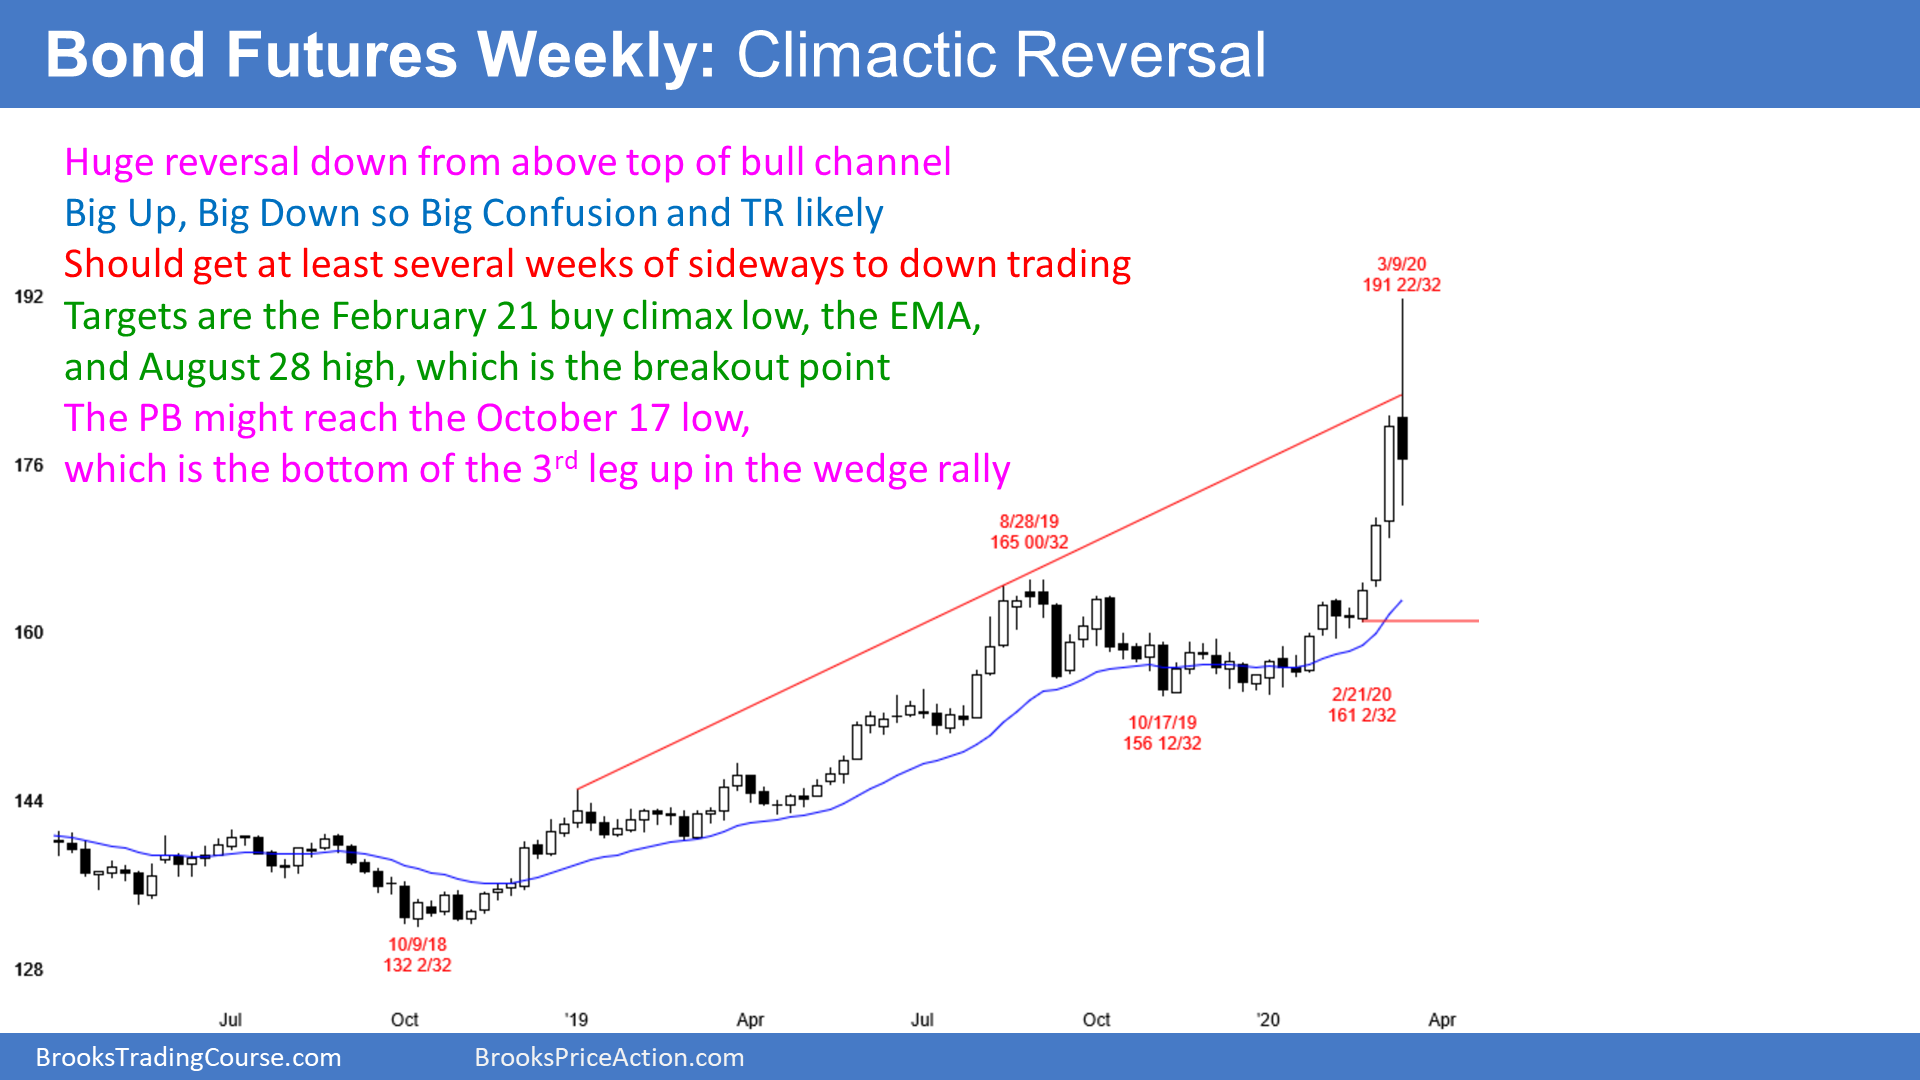 Bond Futures Weekly: Climactic Reversal
Huge reversal down from above top of bull channel
Big Up, Big Down so Big Confusion and TR likely
Should get at least several weeks of sideways to down trading
Targets are the February 21 buy climax low, the EMA,
and August 28 high, which is the breakout point
The PB might reach the October 17 low,
which is the bottom of the 3rd leg up in the wedge rally
3/9/20
191 22/32
8/28/19
165 00/32
2/21/20
161 2/32
10/17/19
156 12/32
10/9/18
132 2/32
192
176
160
144
128
Jul
Oct
'19
Apr
Jul
Oct
'20
Apr
BrooksTradingCourse.com
BrooksPriceAction.com